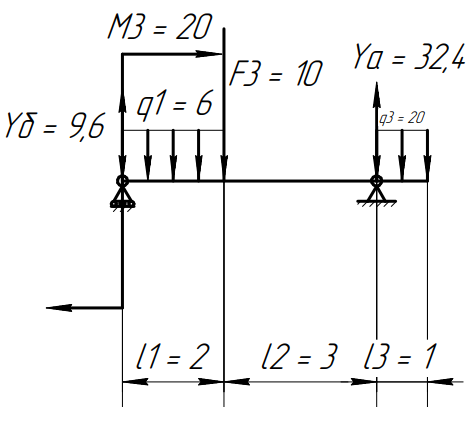 M3 = 20
F3 = 10
Yа = 32,4
q1 = 6
q3 = 20
Yб = 9,6
l1 = 2
l2 = 3
l3 = 1